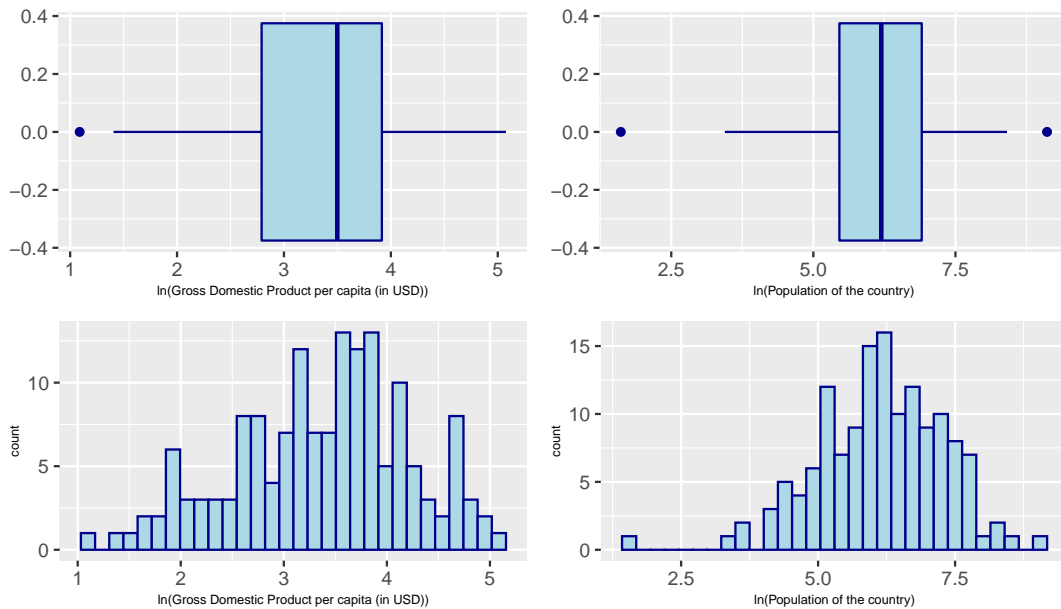 0.4
0.2
0.0
−0.2
−0.4
1 2 3 4 5
ln(Gross Domestic Product per capita (in USD))
0.4
0.2
0.0
−0.2
−0.4
2.5 5.0 7.5
ln(Population of the country)
count
10
5
0
1 2 3 4 5
ln(Gross Domestic Product per capita (in USD))
count
15
10
5
0
2.5 5.0 7.5
ln(Population of the country)